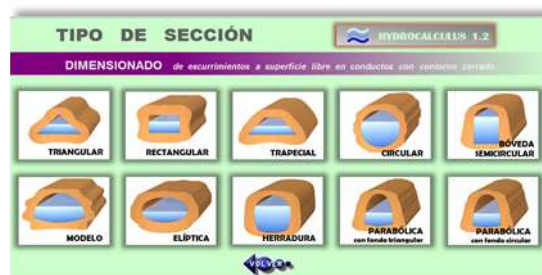 TIPO DE SECCIÓN
HYDROCALCULUS 1.2
DIMENSIONADO de escurrimientos a superficie libre en conductos con contorno cerrado.
TRIANGULAR
RECTANGULAR
TRAPECIAL
CIRCULAR
BÓVEDA
SEMICIRCULAR
MODELO
ELÍPTICA
HERRADURA
PARABÓLICA
con fondo triangular
PARABÓLICA
con fondo circular
VOLVER